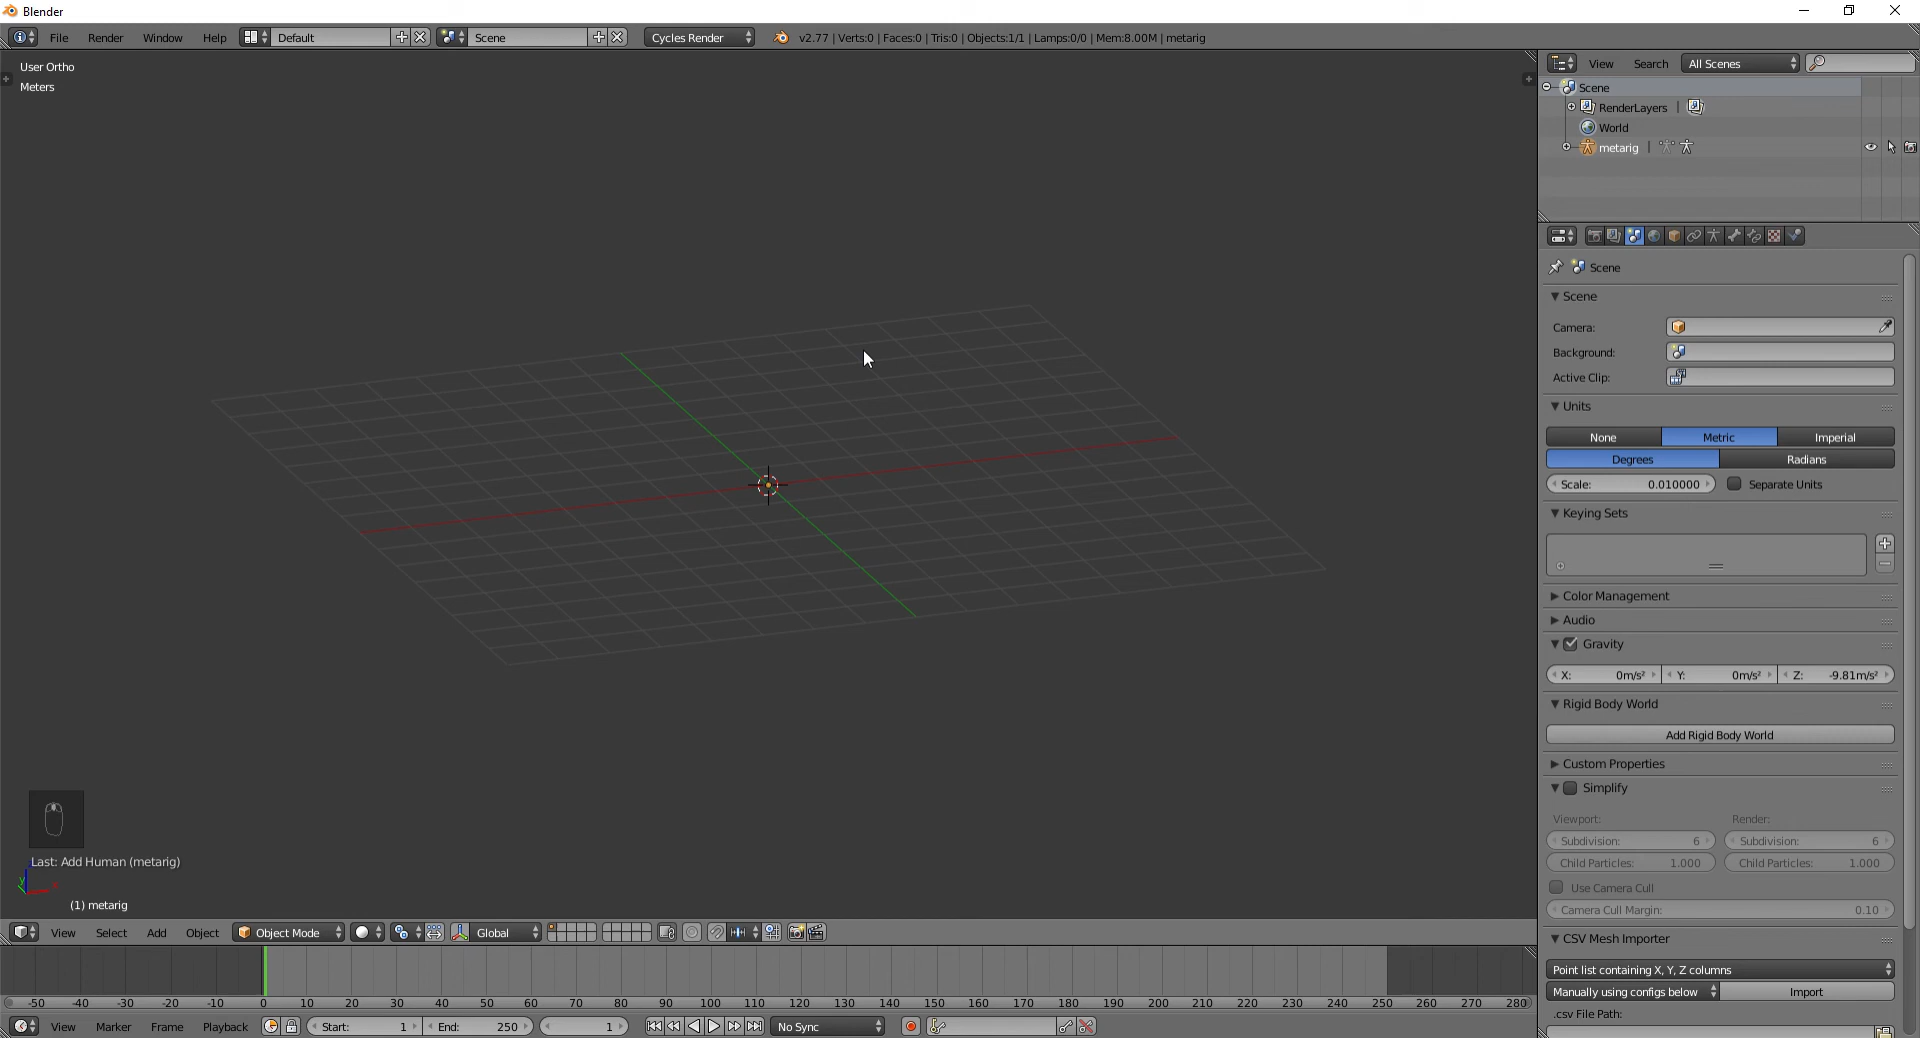 Blender
File Render Window Help Default Scene Cycles Render v2.77 | Verts:0 | Faces:0 | Tris:0 | Objects:1/1 | Lamps:0/0 | Mem:8.00M | metarig
User Ortho
Meters
Last: Add Human (metarig)
y x
(1) metarig
View Select Add Object Object Mode Global
-50 -40 -30 -20 -10 0 10 20 30 40 50 60 70 80 90 100 110 120 130 140 150 160 170 180 190 200 210 220 230 240 250 260 270 280
View Marker Frame Playback Start: 1 End: 250 1 No Sync
View Search All Scenes
Scene
RenderLayers |
World
metarig |
Scene
Scene
Camera:
Background:
Active Clip:
Units
None Metric Imperial
Degrees Radians
Scale: 0.010000 Separate Units
Keying Sets
Color Management
Audio
Gravity
X: 0m/s² Y: 0m/s² Z: -9.81m/s²
Rigid Body World
Add Rigid Body World
Custom Properties
Simplify
Viewport: Render:
Subdivision: 6 Subdivision: 6
Child Particles: 1.000 Child Particles: 1.000
Use Camera Cull
Camera Cull Margin: 0.10
CSV Mesh Importer
Point list containing X, Y, Z columns
Manually using configs below Import
.csv File Path: